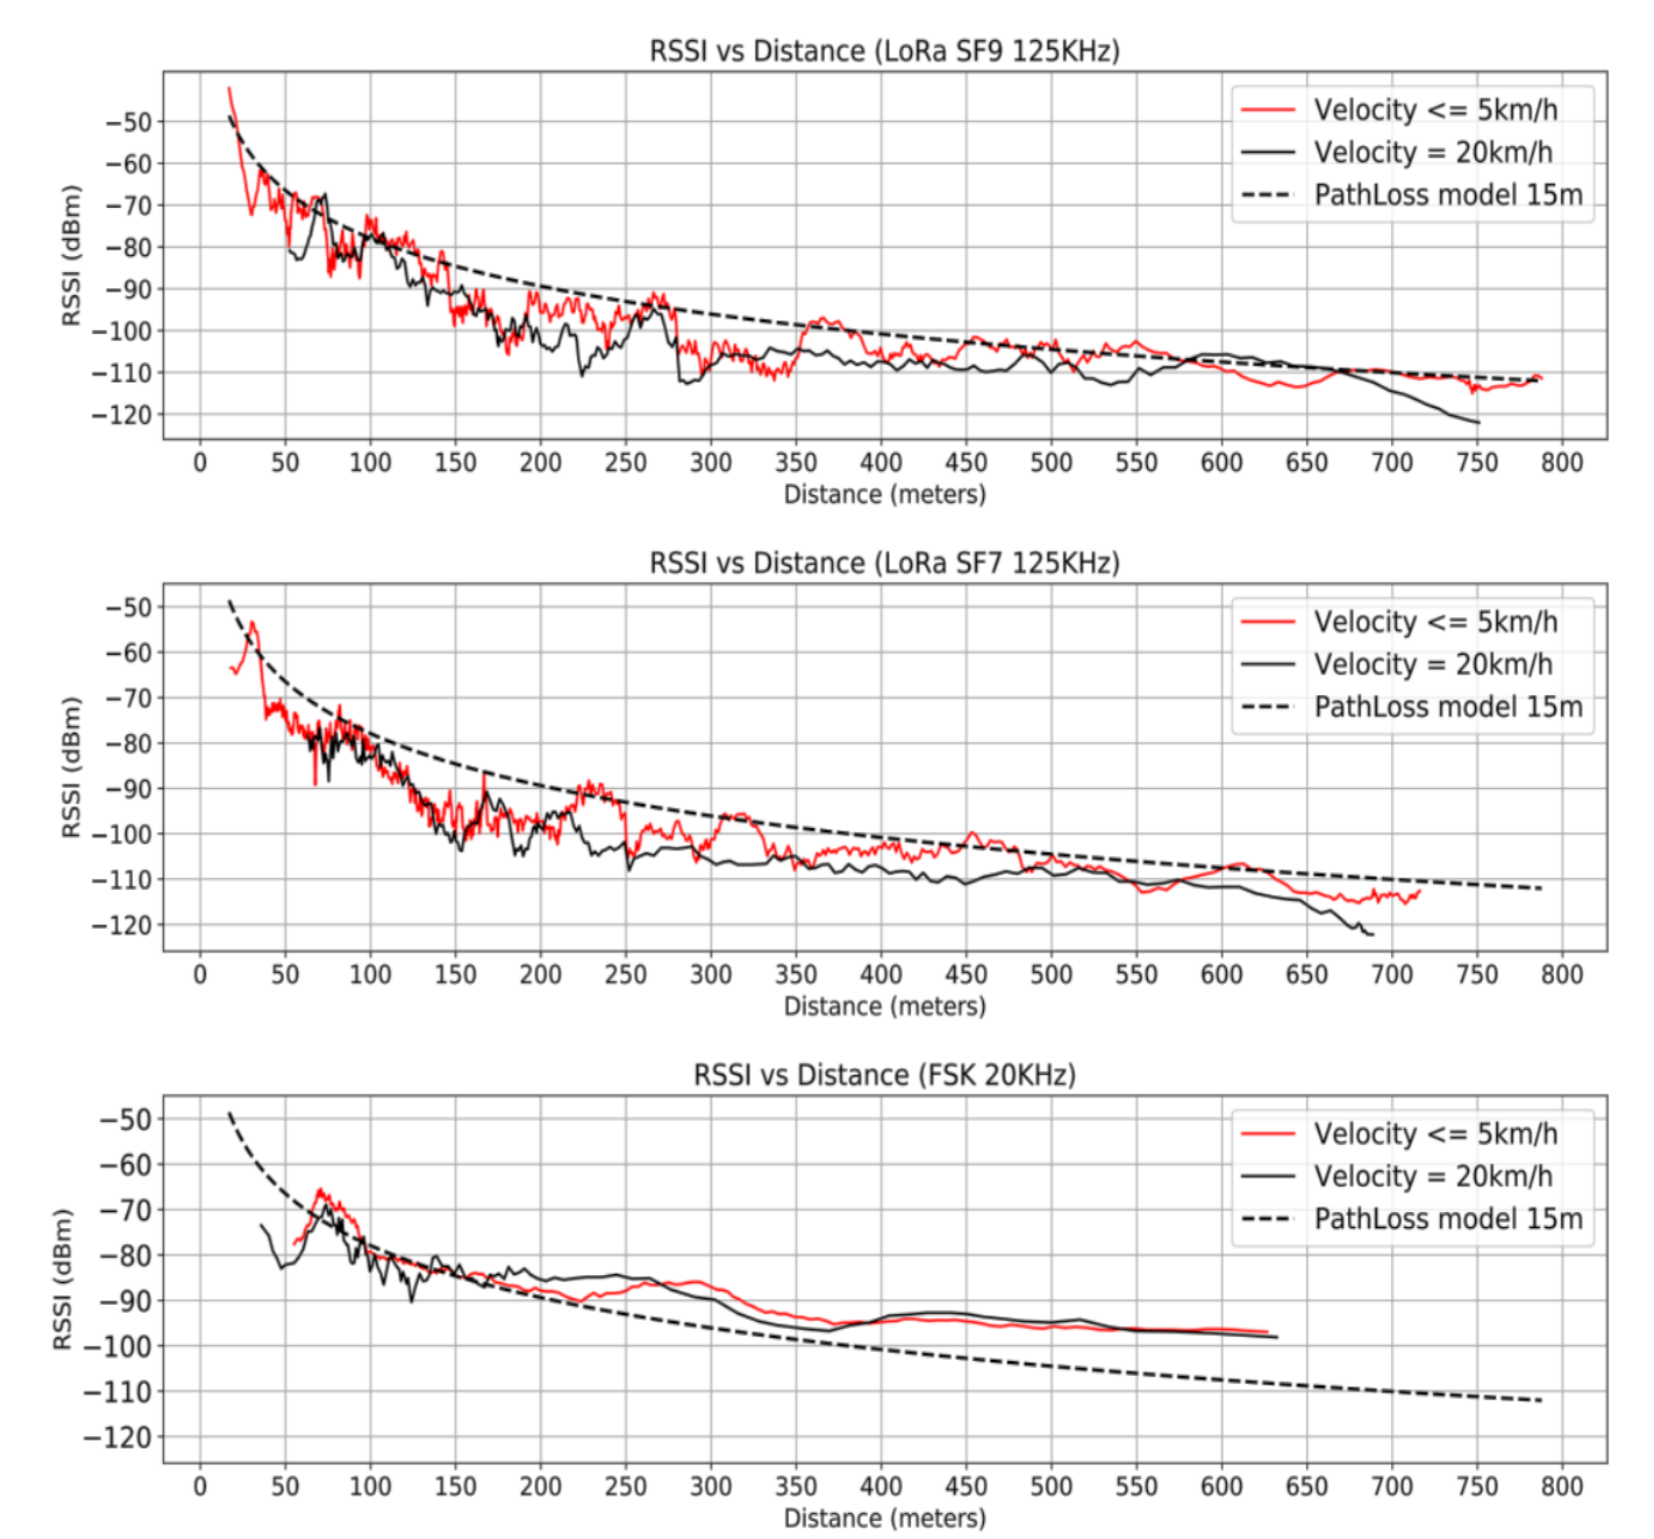 RSSI vs Distance (LoRa SF9 125KHz)
Velocity <= 5km/h
Velocity = 20km/h
PathLoss model 15m
RSSI (dBm)
−50
−60
−70
−80
−90
−100
−110
−120
0 50 100 150 200 250 300 350 400 450 500 550 600 650 700 750 800
Distance (meters)
RSSI vs Distance (LoRa SF7 125KHz)
Velocity <= 5km/h
Velocity = 20km/h
PathLoss model 15m
RSSI (dBm)
−50
−60
−70
−80
−90
−100
−110
−120
0 50 100 150 200 250 300 350 400 450 500 550 600 650 700 750 800
Distance (meters)
RSSI vs Distance (FSK 20KHz)
Velocity <= 5km/h
Velocity = 20km/h
PathLoss model 15m
RSSI (dBm)
−50
−60
−70
−80
−90
−100
−110
−120
0 50 100 150 200 250 300 350 400 450 500 550 600 650 700 750 800
Distance (meters)